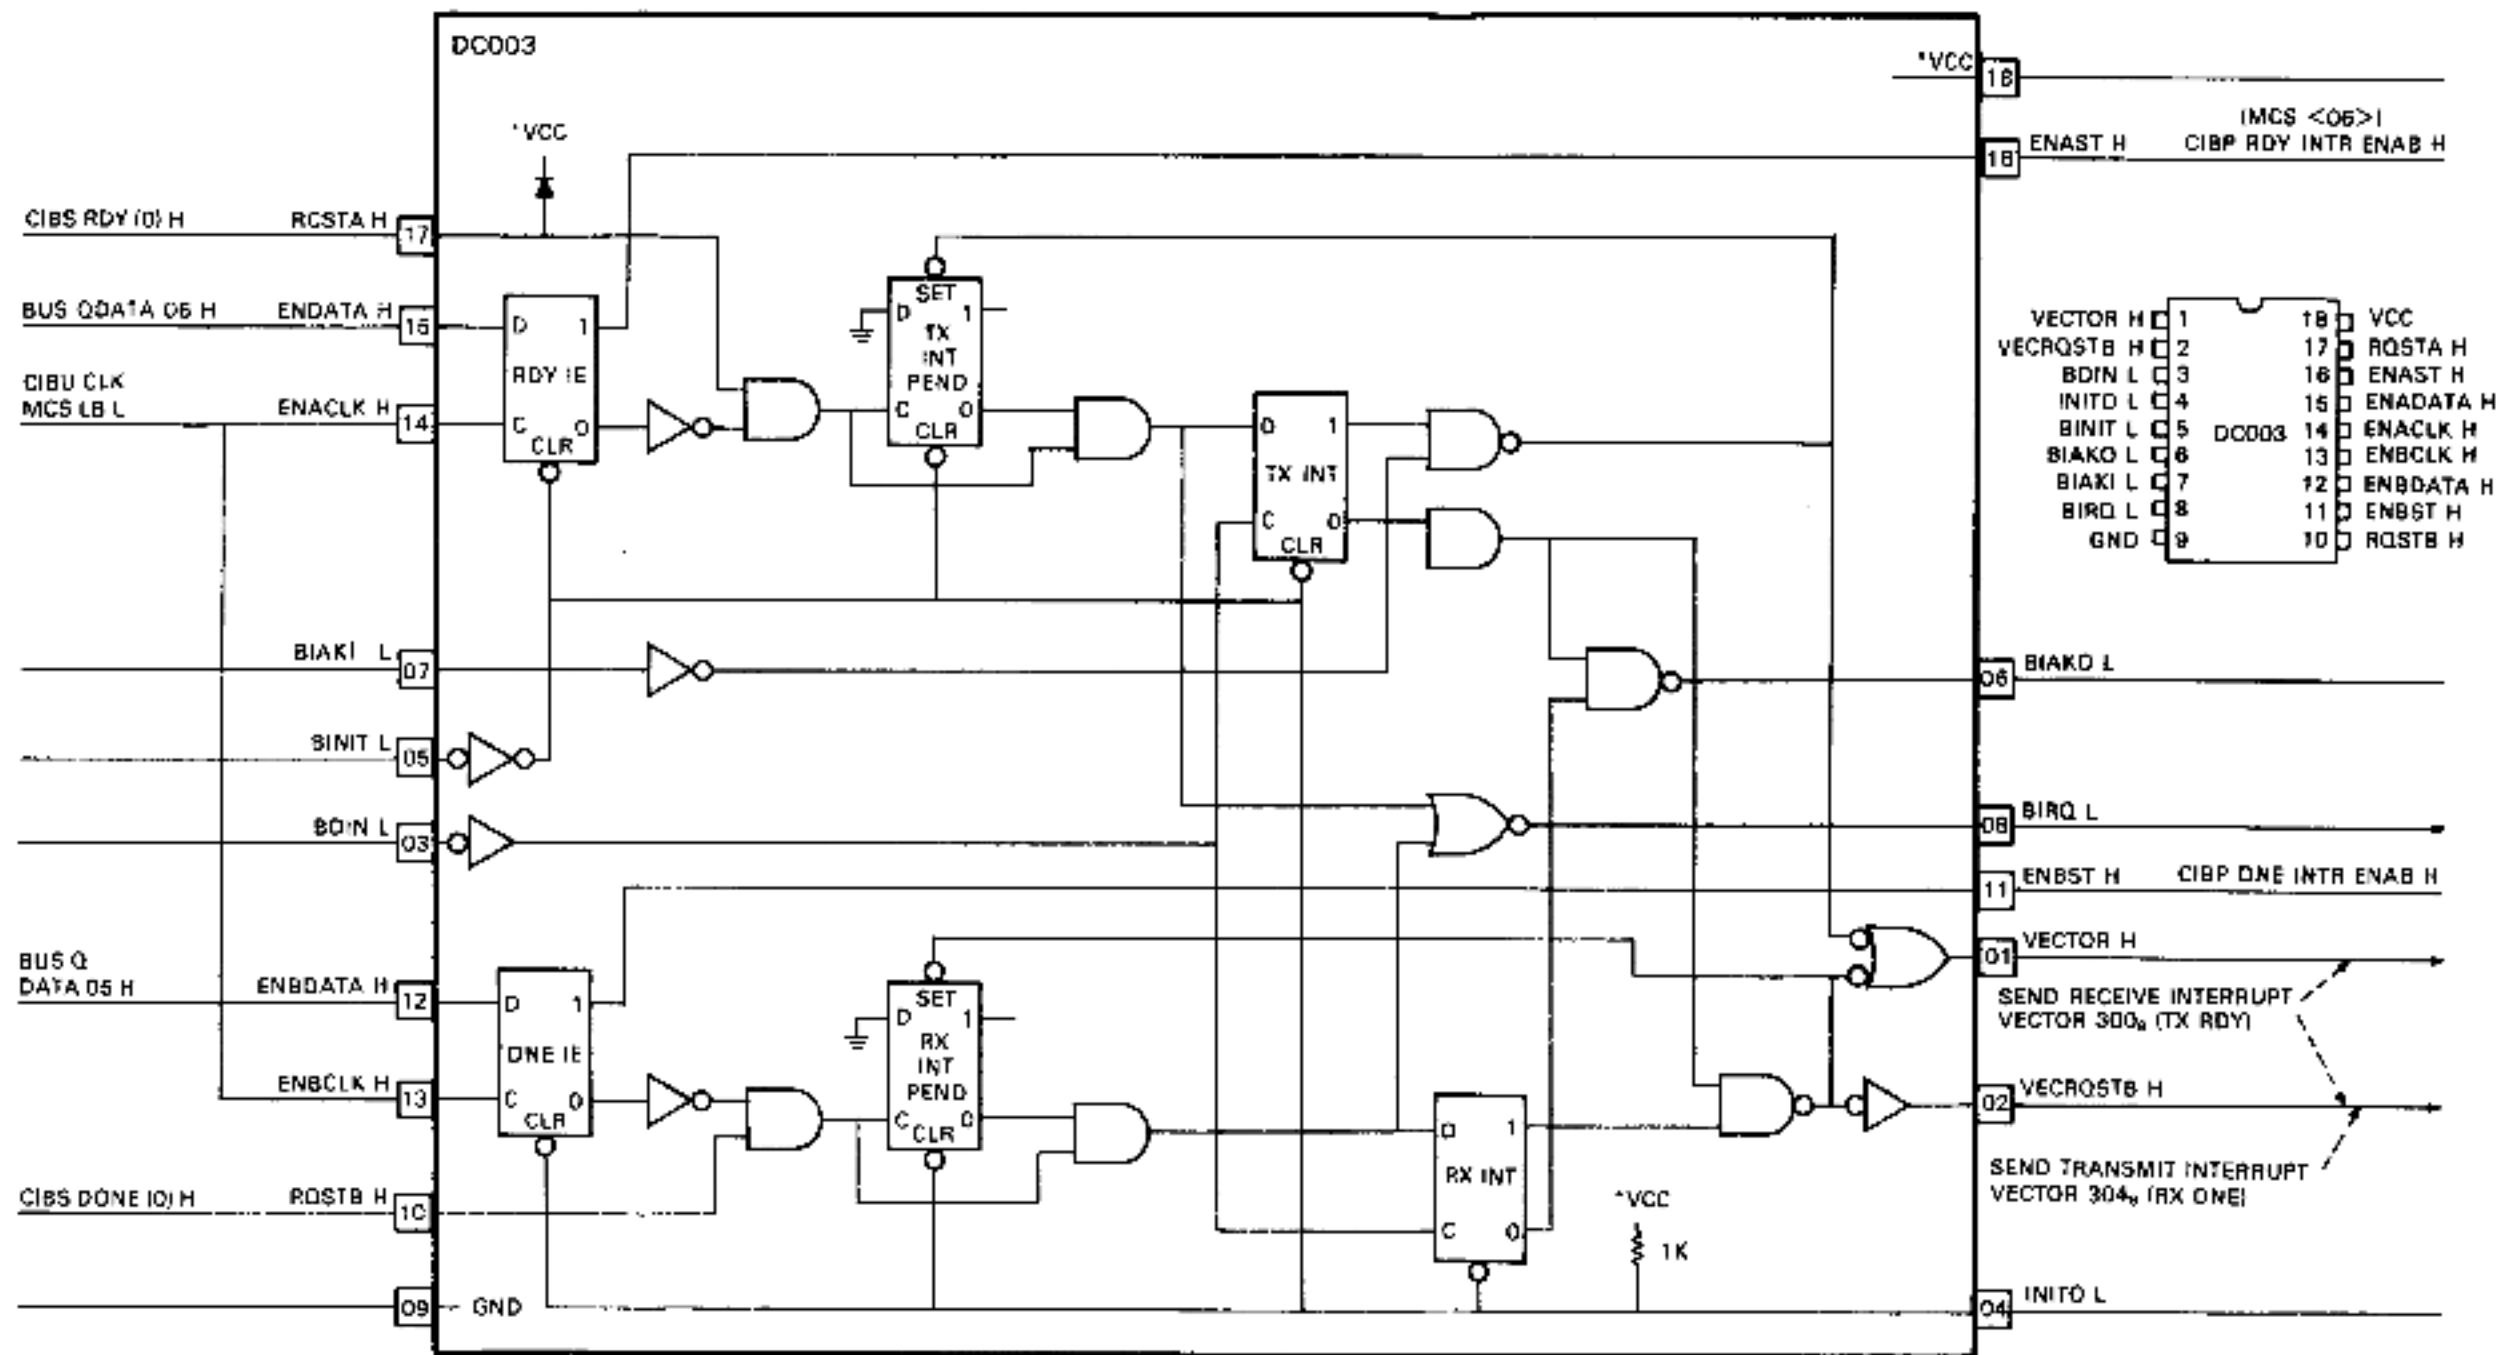 DC003
*VCC
18
(MCS <06>)
ENAST H
CIBP RDY INTR ENAB H
16
*VCC
CIBS RDY (0) H
RQSTA H
17
BUS QDATA 06 H
ENDATA H
15
CIBU CLK
MCS LB L
ENACLK H
14
D 1
RDY IE
C 0
CLR
SET
D 1
TX
INT
PEND
C 0
CLR
D 1
TX INT
C 0
CLR
VECTOR H 1
VECRQSTB H 2
BDIN L 3
INITO L 4
BINIT L 5
BIAKO L 6
BIAKI L 7
BIRQ L 8
GND 9
DC003
18 VCC
17 RQSTA H
16 ENAST H
15 ENADATA H
14 ENACLK H
13 ENBCLK H
12 ENBDATA H
11 ENBST H
10 RQSTB H
BIAKI L
07
BIAKO L
06
BINIT L
05
BDIN L
03
BIRQ L
08
ENBST H
CIBP DNE INTR ENAB H
11
VECTOR H
01
BUS Q
DATA 05 H
ENBDATA H
12
ENBCLK H
13
D 1
DNE IE
C 0
CLR
SET
D 1
RX
INT
PEND
C 0
CLR
SEND RECEIVE INTERRUPT
VECTOR 300₈ (TX RDY)
VECRQSTB H
02
SEND TRANSMIT INTERRUPT
VECTOR 304₈ (RX ONE)
D 1
RX INT
C 0
*VCC
1K
CIBS DONE (0) H
RQSTB H
10
09
GND
INITO L
04